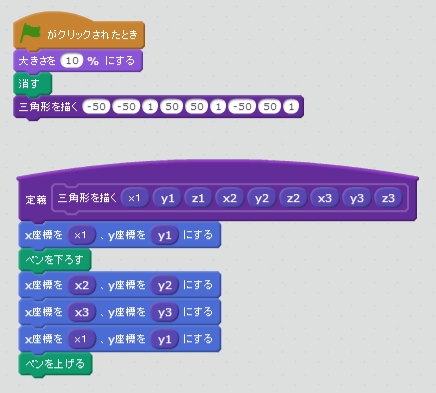 がクリックされたとき
大きさを 10 % にする
消す
三角形を描く -50 -50 1 50 50 1 -50 50 1
定義 三角形を描く x1 y1 z1 x2 y2 z2 x3 y3 z3
x座標を x1 、y座標を y1 にする
ペンを下ろす
x座標を x2 、y座標を y2 にする
x座標を x3 、y座標を y3 にする
x座標を x1 、y座標を y1 にする
ペンを上げる